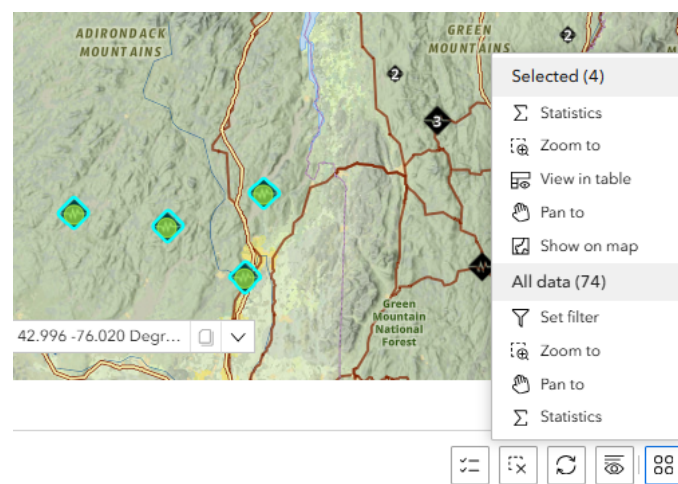 ADIRONDACK
MOUNTAINS
GREEN
MOUNTAINS
2
2
3
Selected (4)
Statistics
Zoom to
View in table
Pan to
Show on map
All data (74)
Set filter
Zoom to
Pan to
Statistics
Green
Mountain
National
Forest
42.996 -76.020 Degr...